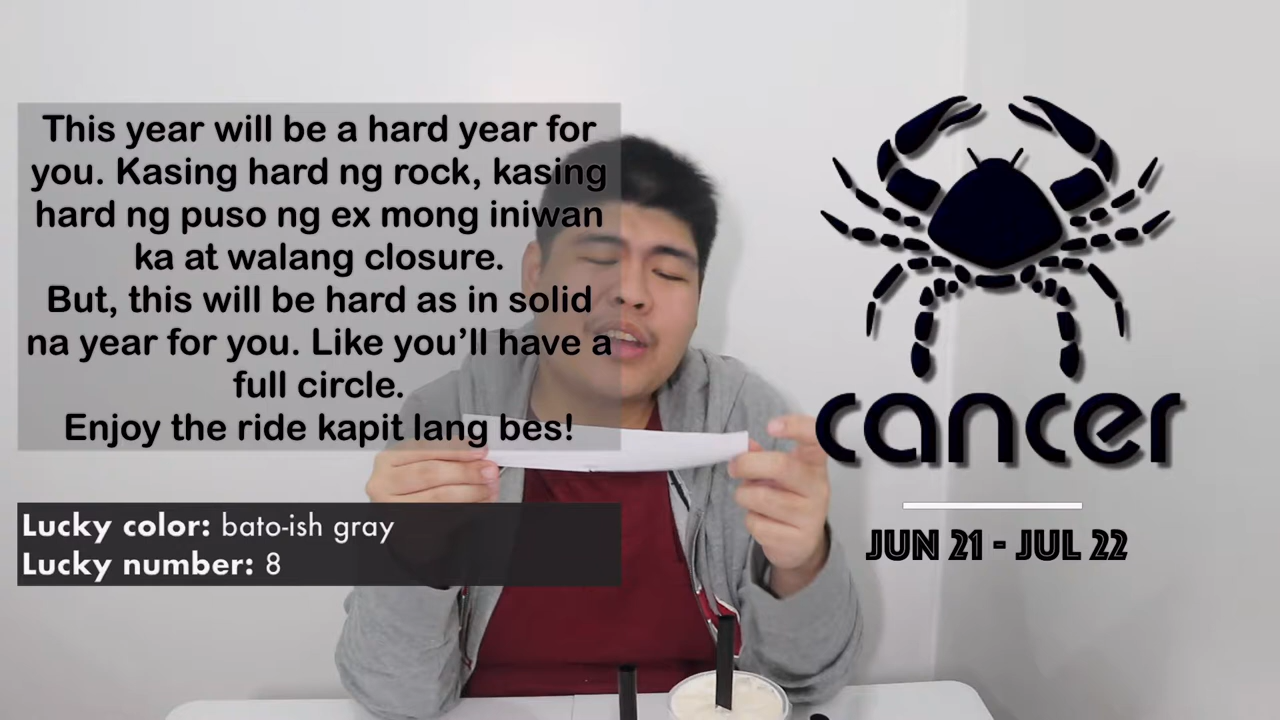 This year will be a hard year for
you. Kasing hard ng rock, kasing
hard ng puso ng ex mong iniwan
ka at walang closure.
But, this will be hard as in solid
na year for you. Like you’ll have a
full circle.
Enjoy the ride kapit lang bes!
Lucky color: bato-ish gray
Lucky number: 8
cancer
JUN 21 - JUL 22